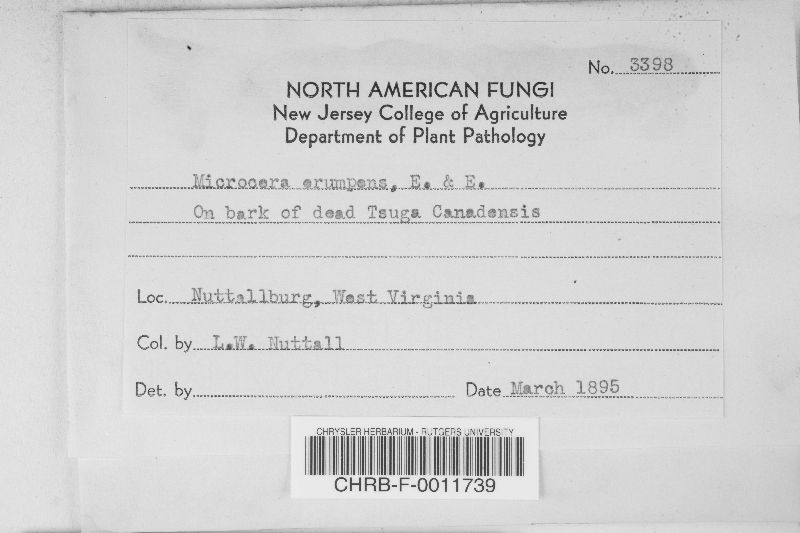 No. 3398
NORTH AMERICAN FUNGI
New Jersey College of Agriculture
Department of Plant Pathology
Microcera erumpens, E. & E.
On bark of dead Tsuga Canadensis
Loc. Nuttallburg, West Virginia
Col. by L.W. Nuttall
Det. by Date March 1895
CHRYSLER HERBARIUM - RUTGERS UNIVERSITY
CHRB-F-0011739